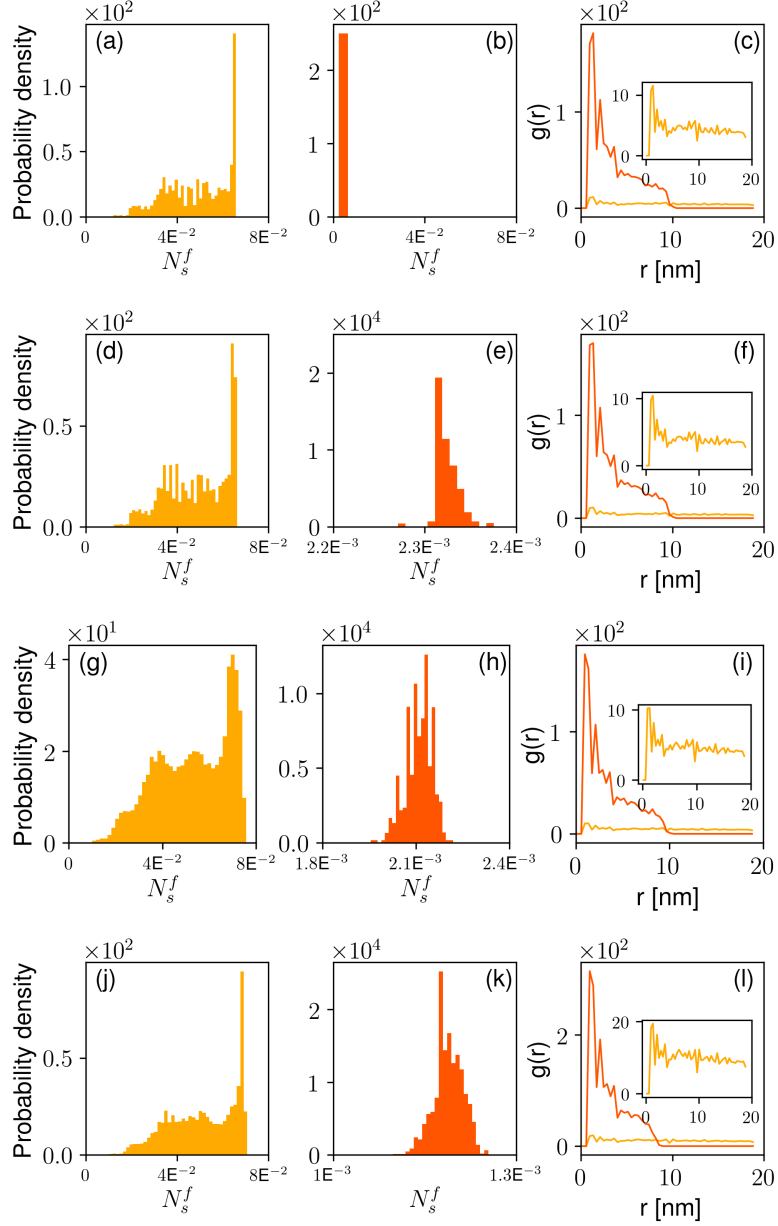 ×10² ×10² ×10²
(a) (b) (c)
Probability density
1.0
0.5
0.0
0 4E⁻² 8E⁻²
N_s^f
2
1
0
0 4E⁻² 8E⁻²
N_s^f
g(r)
1
0
10
0
0 10 20
0 10 20
r [nm]
×10² ×10⁴ ×10²
(d) (e) (f)
Probability density
0.5
0.0
0 4E⁻² 8E⁻²
N_s^f
2
1
0
2.2E⁻³ 2.3E⁻³ 2.4E⁻³
N_s^f
g(r)
1
0
10
0
0 10 20
0 10 20
r [nm]
×10¹ ×10⁴ ×10²
(g) (h) (i)
Probability density
4
2
0
0 4E⁻² 8E⁻²
N_s^f
1.0
0.5
0.0
1.8E⁻³ 2.1E⁻³ 2.4E⁻³
N_s^f
g(r)
1
0
10
0
0 10 20
0 10 20
r [nm]
×10² ×10⁴ ×10²
(j) (k) (l)
Probability density
0.5
0.0
0 4E⁻² 8E⁻²
N_s^f
2
1
0
1E⁻³ 1.3E⁻³
N_s^f
g(r)
2
0
20
0
0 10 20
0 10 20
r [nm]